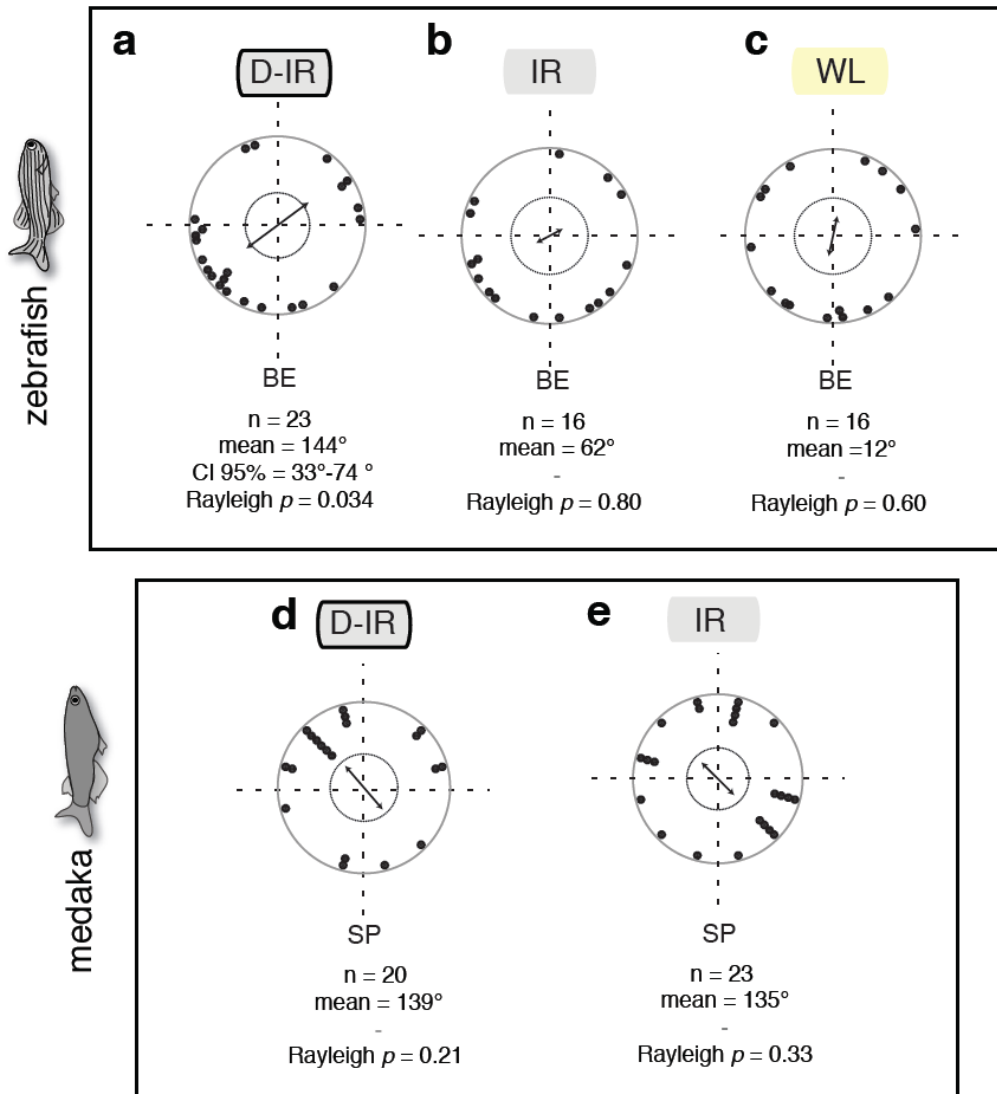 a
D-IR
BE
n = 23
mean = 144°
CI 95% = 33°-74 °
Rayleigh p = 0.034
b
IR
BE
n = 16
mean = 62°
-
Rayleigh p = 0.80
c
WL
BE
n = 16
mean =12°
-
Rayleigh p = 0.60
zebrafish
d
D-IR
SP
n = 20
mean = 139°
-
Rayleigh p = 0.21
e
IR
SP
n = 23
mean = 135°
-
Rayleigh p = 0.33
medaka